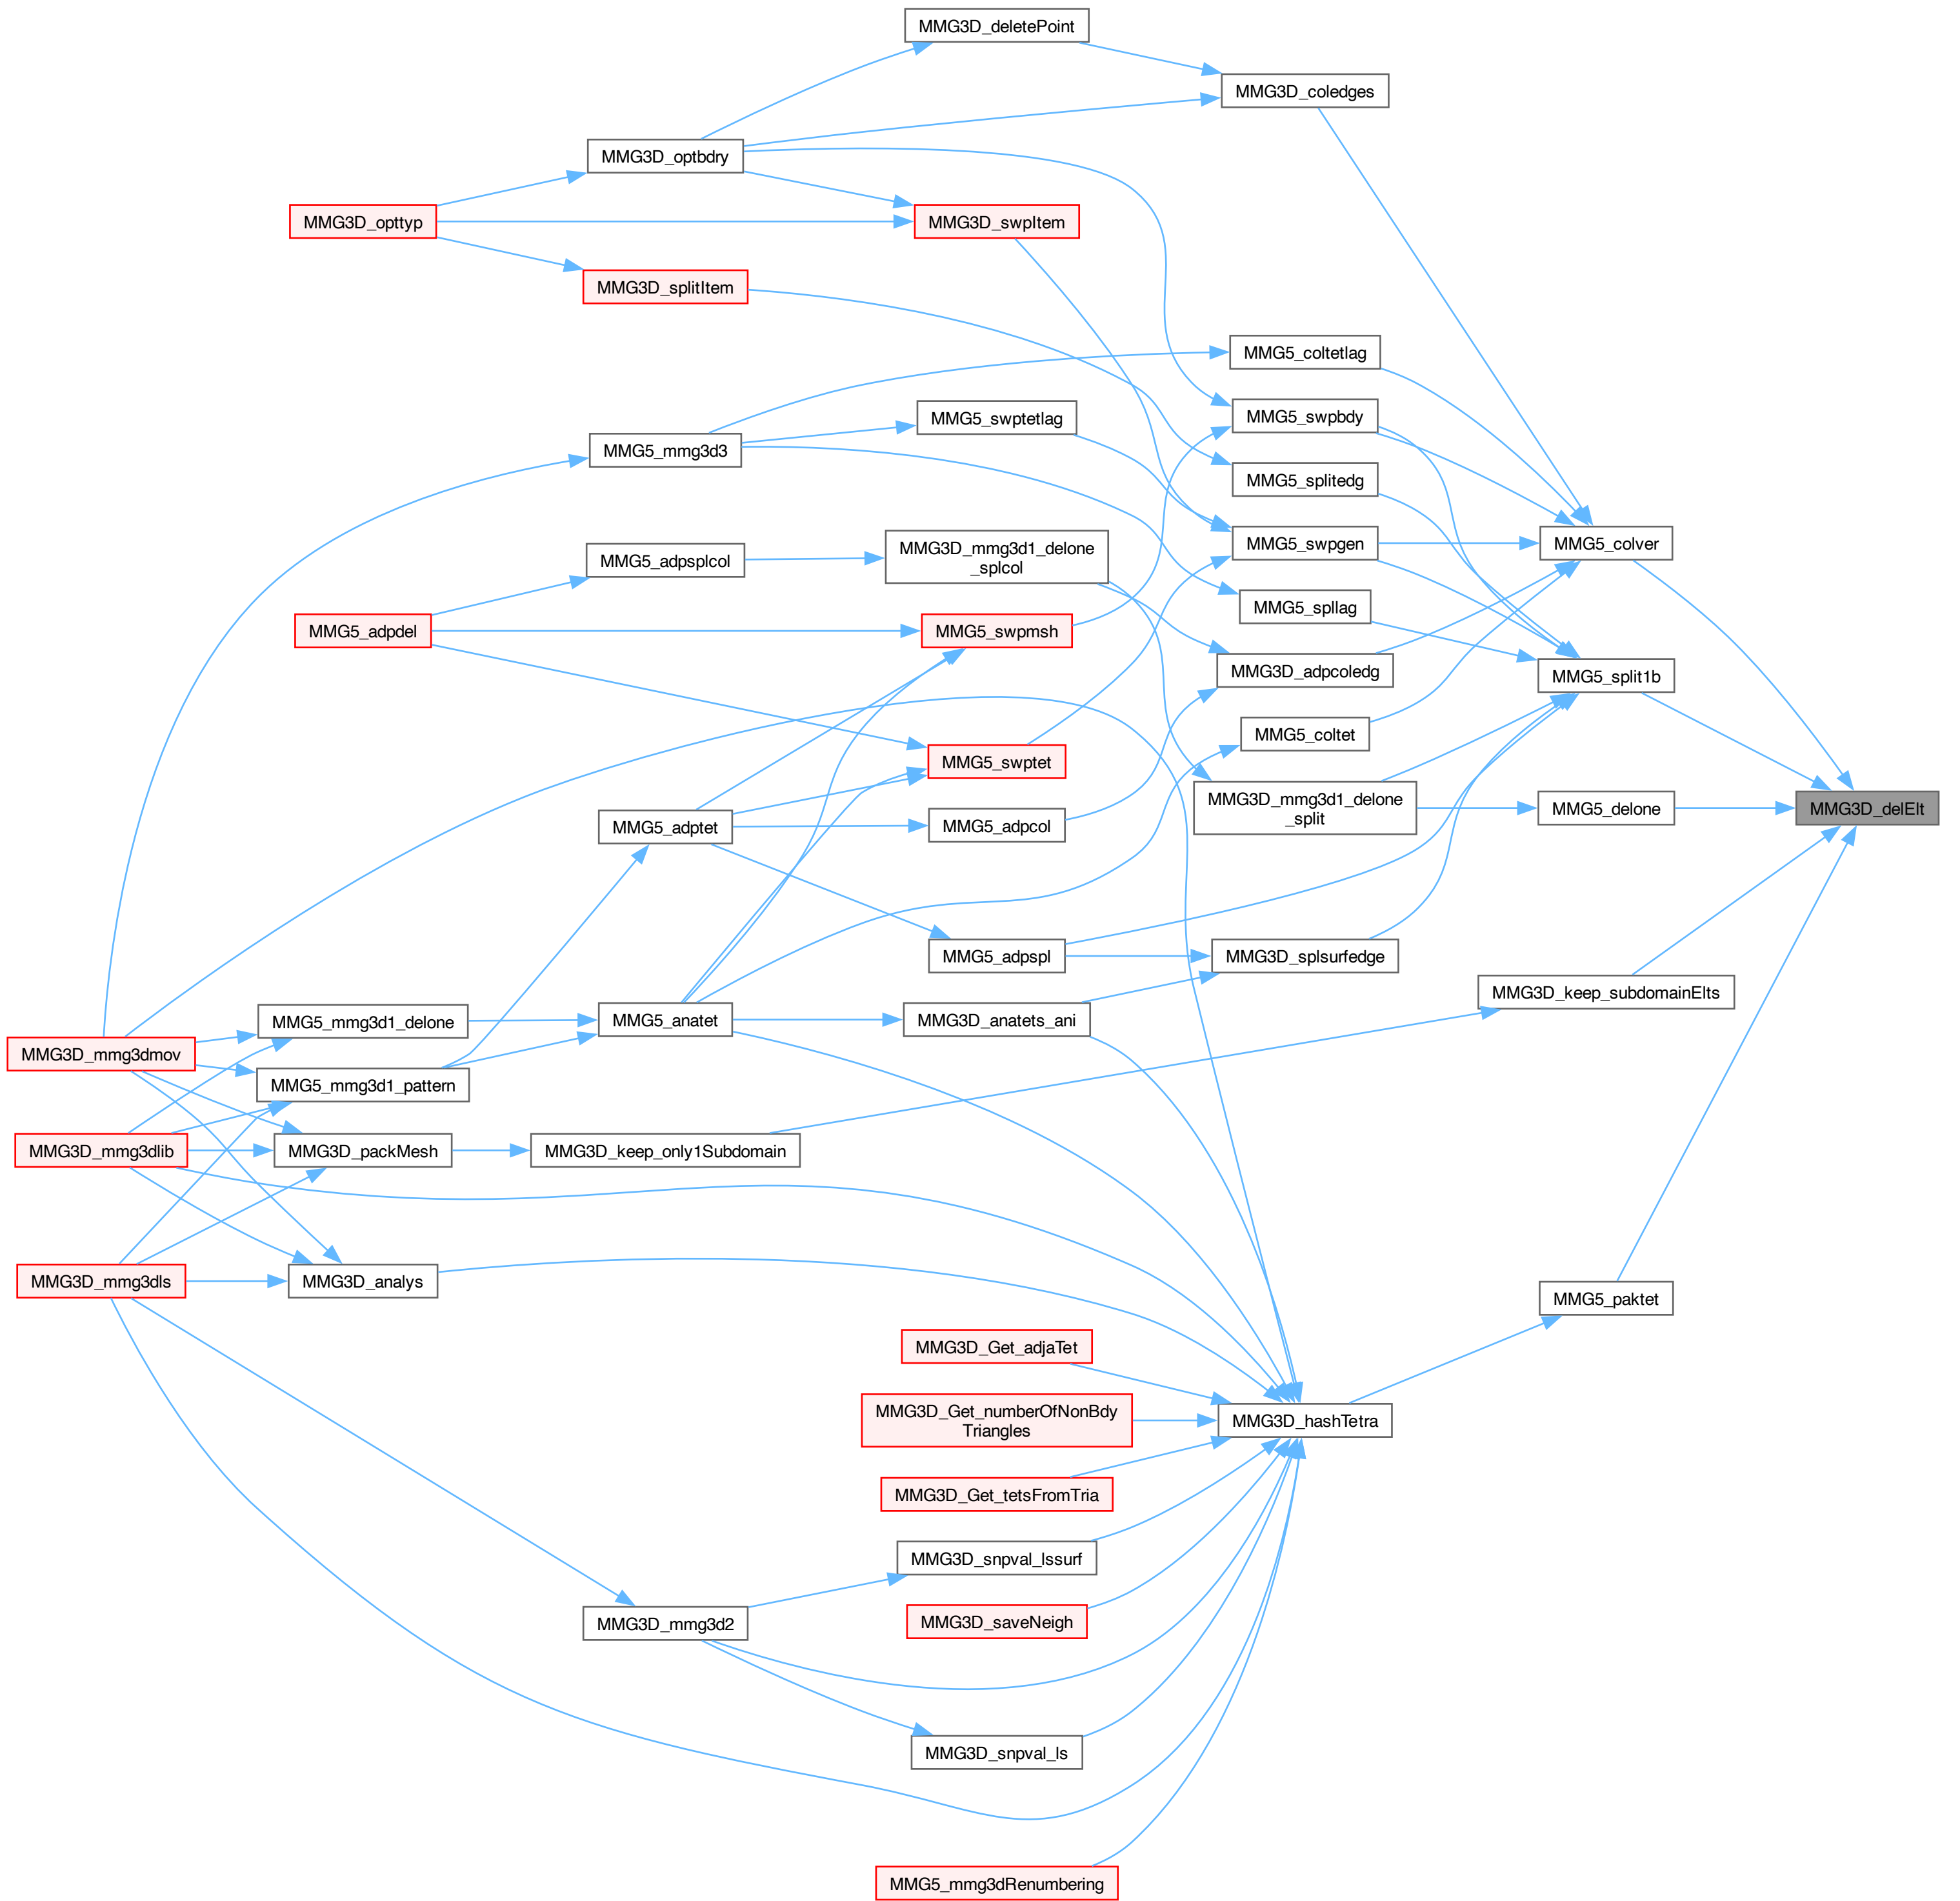 MMG3D_deletePoint
MMG3D_coledges
MMG3D_optbdry
MMG3D_opttyp
MMG3D_swpItem
MMG3D_splitItem
MMG5_coltetlag
MMG5_swptetlag
MMG5_swpbdy
MMG5_mmg3d3
MMG5_splitedg
MMG5_swpgen
MMG5_colver
MMG5_adpsplcol
MMG3D_mmg3d1_delone
_splcol
MMG5_spllag
MMG5_adpdel
MMG5_swpmsh
MMG3D_adpcoledg
MMG5_split1b
MMG5_coltet
MMG5_swptet
MMG3D_mmg3d1_delone
_split
MMG5_delone
MMG3D_delElt
MMG5_adptet
MMG5_adpcol
MMG5_adpspl
MMG3D_splsurfedge
MMG3D_keep_subdomainElts
MMG5_mmg3d1_delone
MMG5_anatet
MMG3D_anatets_ani
MMG3D_mmg3dmov
MMG5_mmg3d1_pattern
MMG3D_mmg3dlib
MMG3D_packMesh
MMG3D_keep_only1Subdomain
MMG3D_mmg3dls
MMG3D_analys
MMG5_paktet
MMG3D_Get_adjaTet
MMG3D_Get_numberOfNonBdy
Triangles
MMG3D_hashTetra
MMG3D_Get_tetsFromTria
MMG3D_snpval_lssurf
MMG3D_mmg3d2
MMG3D_saveNeigh
MMG3D_snpval_ls
MMG5_mmg3dRenumbering